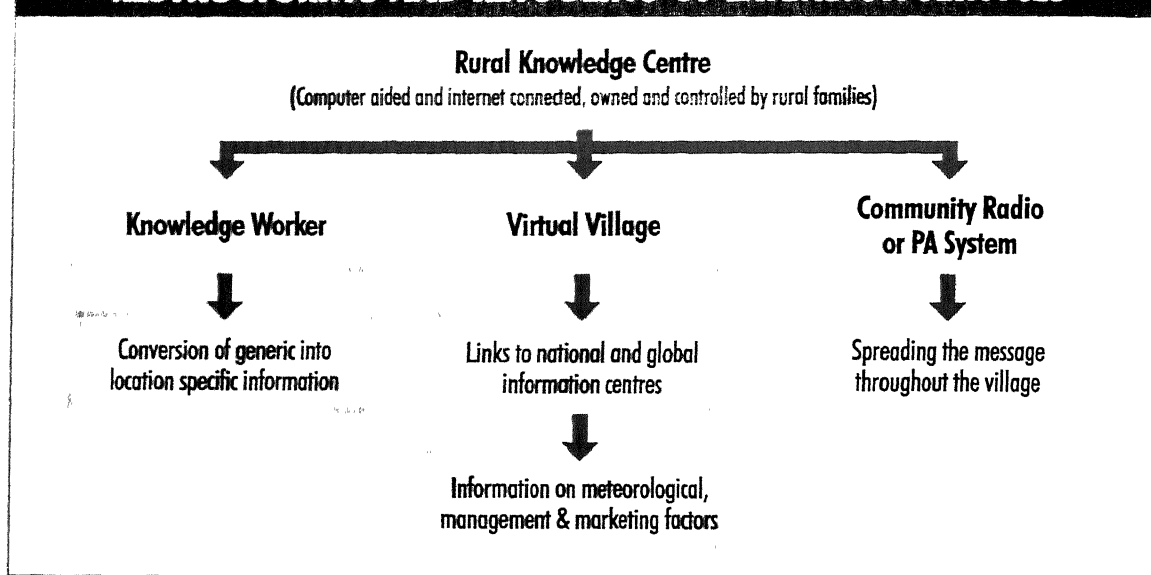 Rural Knowledge Centre
(Computer aided and internet connected, owned and controlled by rural families)
Knowledge Worker
Virtual Village
Community Radio
or PA System
Conversion of generic into
location specific information
Links to national and global
information centres
Spreading the message
throughout the village
Information on meteorological,
management & marketing factors